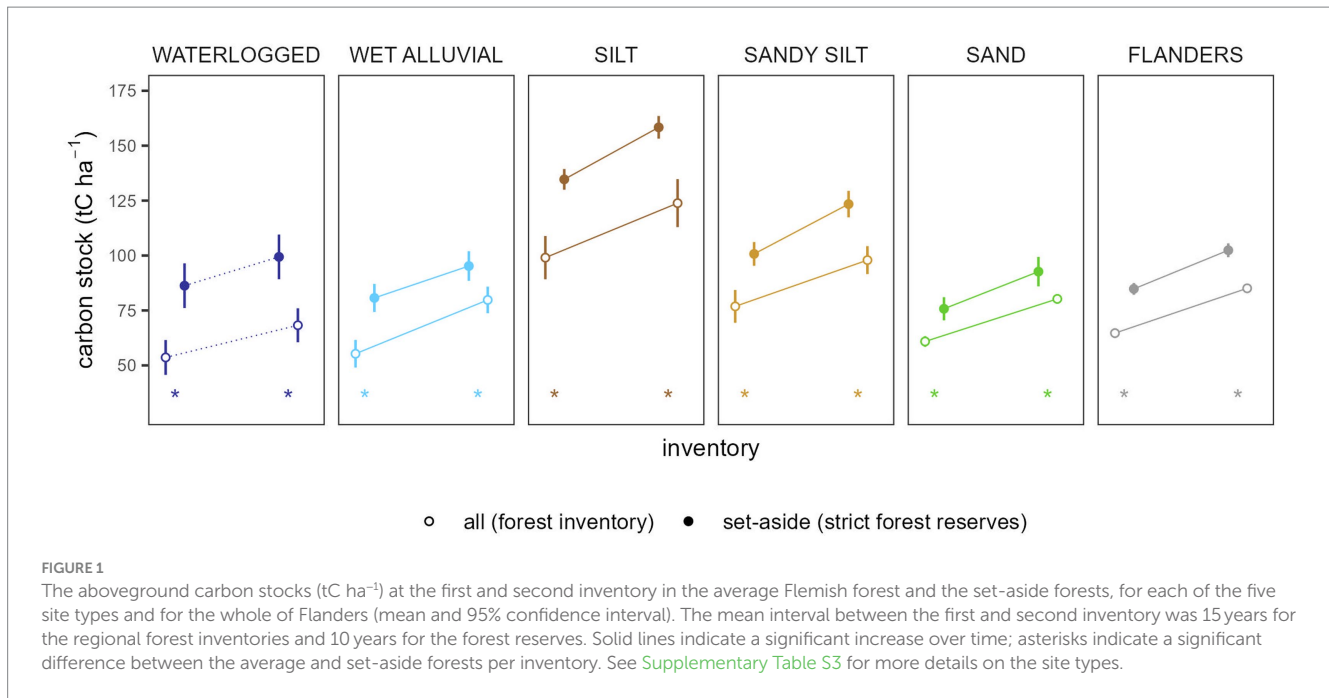 WATERLOGGED WET ALLUVIAL SILT SANDY SILT SAND FLANDERS
175
150
125
100
75
50
carbon stock (tC ha⁻¹)
* * * * * * * * * * * *
inventory
all (forest inventory) set-aside (strict forest reserves)
FIGURE 1
The aboveground carbon stocks (tC ha⁻¹) at the first and second inventory in the average Flemish forest and the set-aside forests, for each of the five
site types and for the whole of Flanders (mean and 95% confidence interval). The mean interval between the first and second inventory was 15 years for
the regional forest inventories and 10 years for the forest reserves. Solid lines indicate a significant increase over time; asterisks indicate a significant
difference between the average and set-aside forests per inventory. See Supplementary Table S3 for more details on the site types.